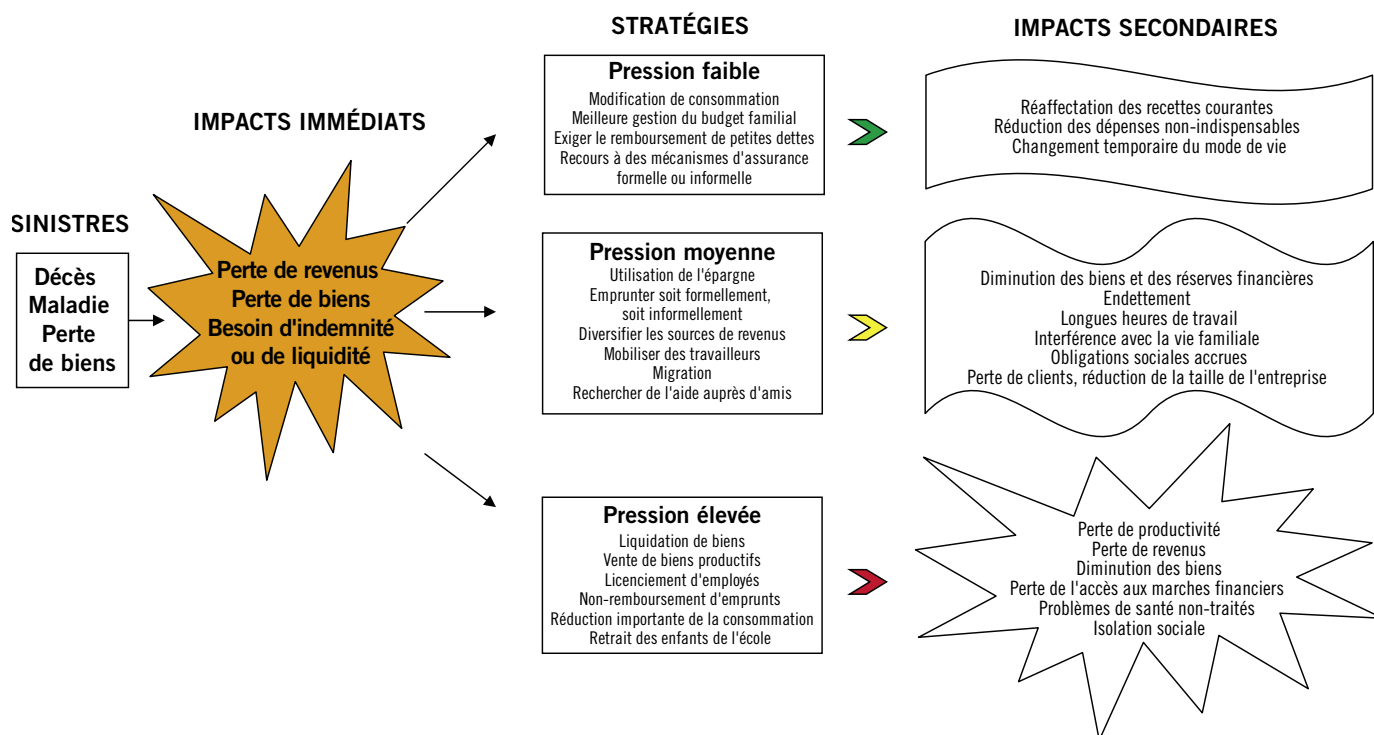 SINISTRES
Décès
Maladie
Perte
de biens
IMPACTS IMMÉDIATS
Perte de revenus
Perte de biens
Besoin d'indemnité
ou de liquidité
STRATÉGIES
Pression faible
Modification de consommation
Meilleure gestion du budget familial
Exiger le remboursement de petites dettes
Recours à des mécanismes d'assurance
formelle ou informelle
Pression moyenne
Utilisation de l'épargne
Emprunter soit formellement,
soit informellement
Diversifier les sources de revenus
Mobiliser des travailleurs
Migration
Rechercher de l'aide auprès d'amis
Pression élevée
Liquidation de biens
Vente de biens productifs
Licenciement d'employés
Non-remboursement d'emprunts
Réduction importante de la consommation
Retrait des enfants de l'école
IMPACTS SECONDAIRES
Réaffectation des recettes courantes
Réduction des dépenses non-indispensables
Changement temporaire du mode de vie
Diminution des biens et des réserves financières
Endettement
Longues heures de travail
Interférence avec la vie familiale
Obligations sociales accrues
Perte de clients, réduction de la taille de l'entreprise
Perte de productivité
Perte de revenus
Diminution des biens
Perte de l'accès aux marches financiers
Problèmes de santé non-traités
Isolation sociale